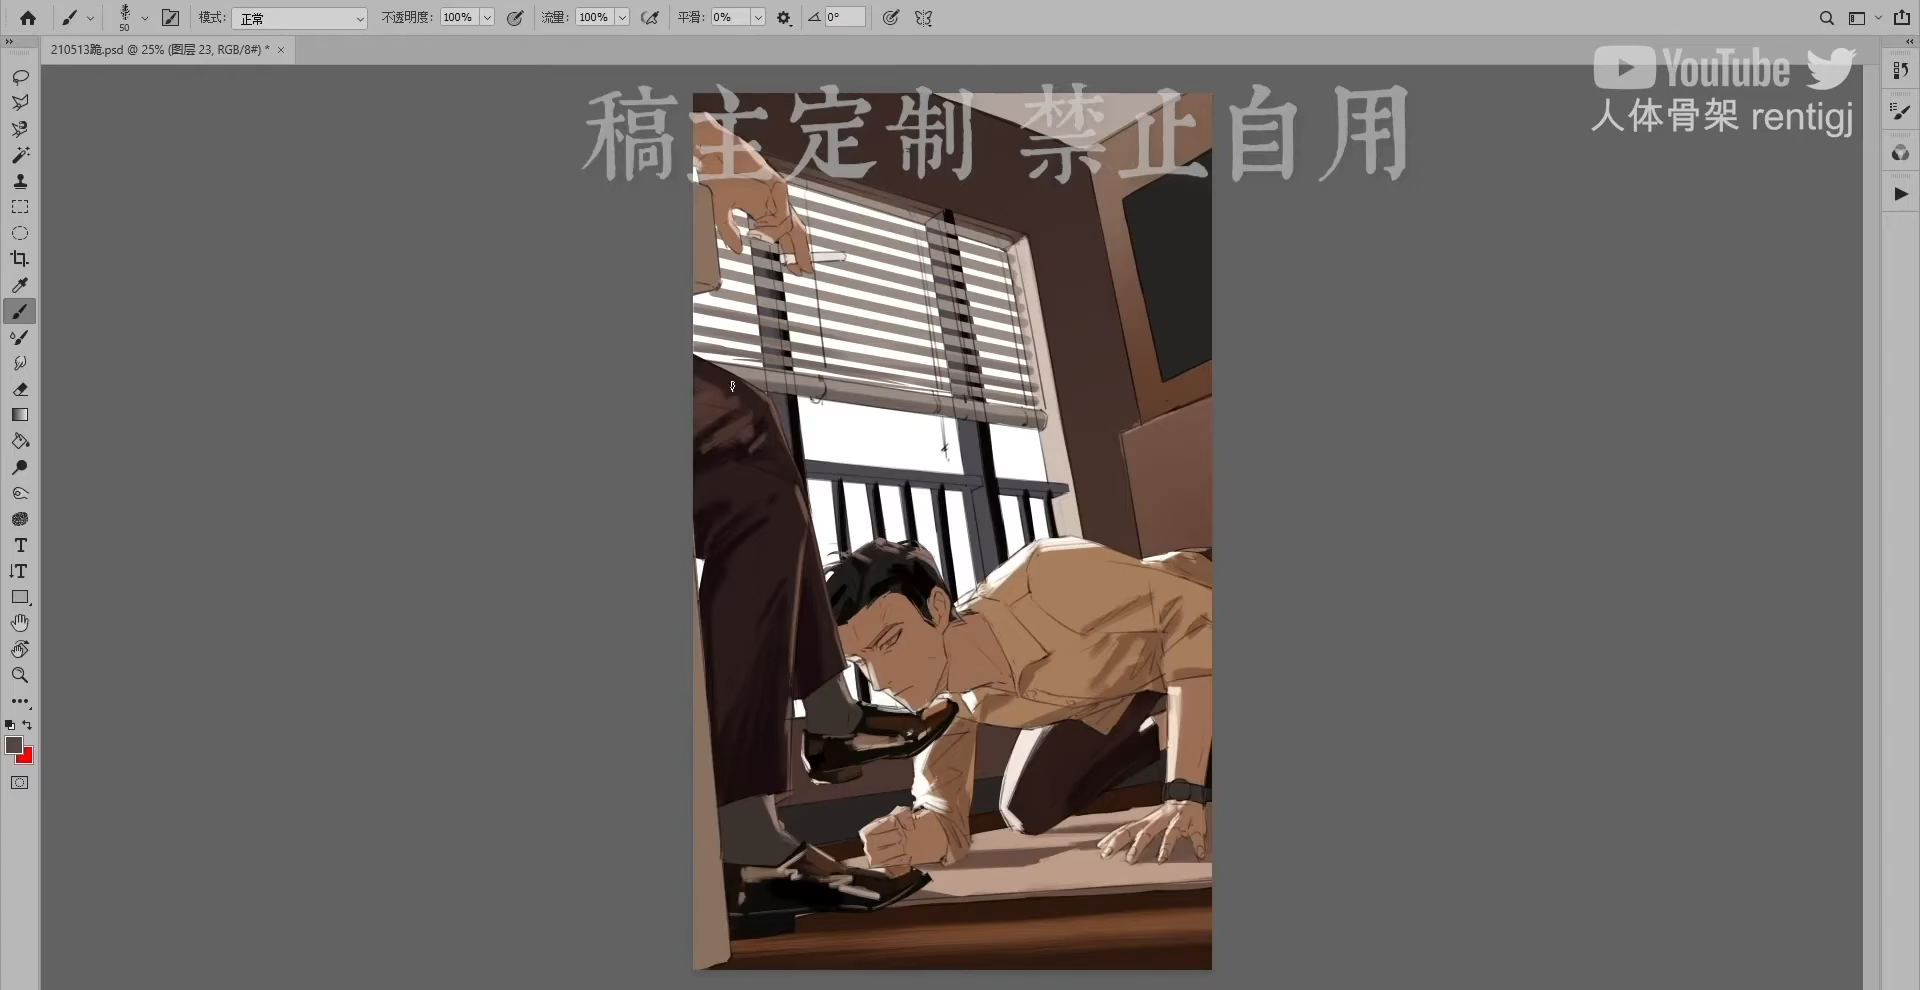 模式: 正常 不透明度: 100% 流量: 100% 平滑: 0% 0°
50
210513跪.psd @ 25% (图层 23, RGB/8#) * ×
YouTube
人体骨架 rentigj
稿主定制 禁止自用